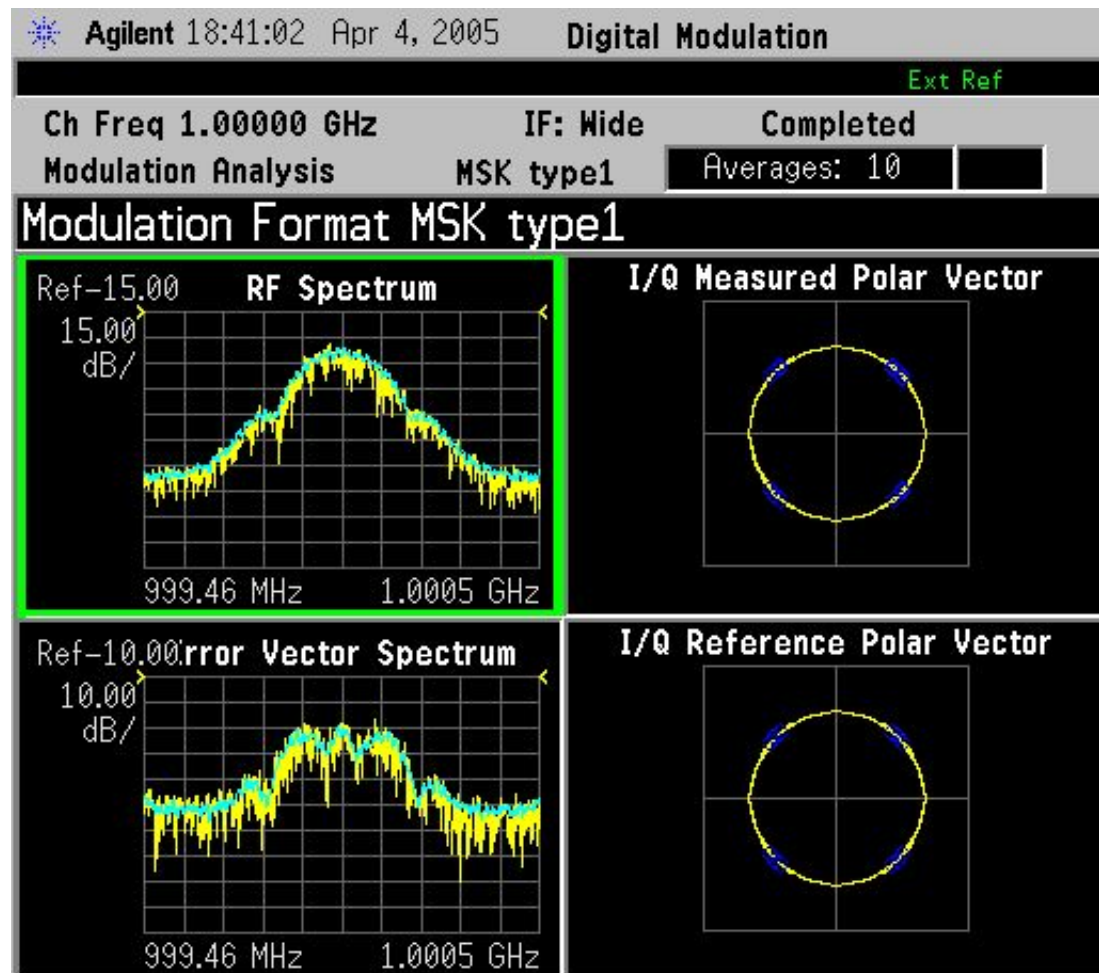 Agilent 18:41:02 Apr 4, 2005 Digital Modulation
Ext Ref
Ch Freq 1.00000 GHz IF: Wide Completed
Modulation Analysis MSK type1 Averages: 10
Modulation Format MSK type1
Ref-15.00 RF Spectrum
15.00
dB/
999.46 MHz 1.0005 GHz
I/Q Measured Polar Vector
Ref-10.00 rror Vector Spectrum
10.00
dB/
999.46 MHz 1.0005 GHz
I/Q Reference Polar Vector